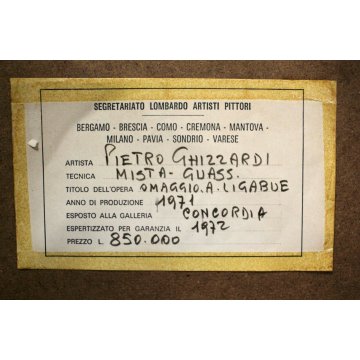 SEGRETARIATO LOMBARDO ARTISTI PITTORI
BERGAMO - BRESCIA - COMO - CREMONA - MANTOVA -
MILANO - PAVIA - SONDRIO - VARESE
ARTISTA PIETRO GHIZZARDI
TECNICA MISTA - GUASS.
TITOLO DELL'OPERA OMAGGIO.A.LIGABUE
ANNO DI PRODUZIONE 1971
ESPOSTO ALLA GALLERIA CONCORDIA
ESPERTIZZATO PER GARANZIA IL 1972
PREZZO L. 850.000